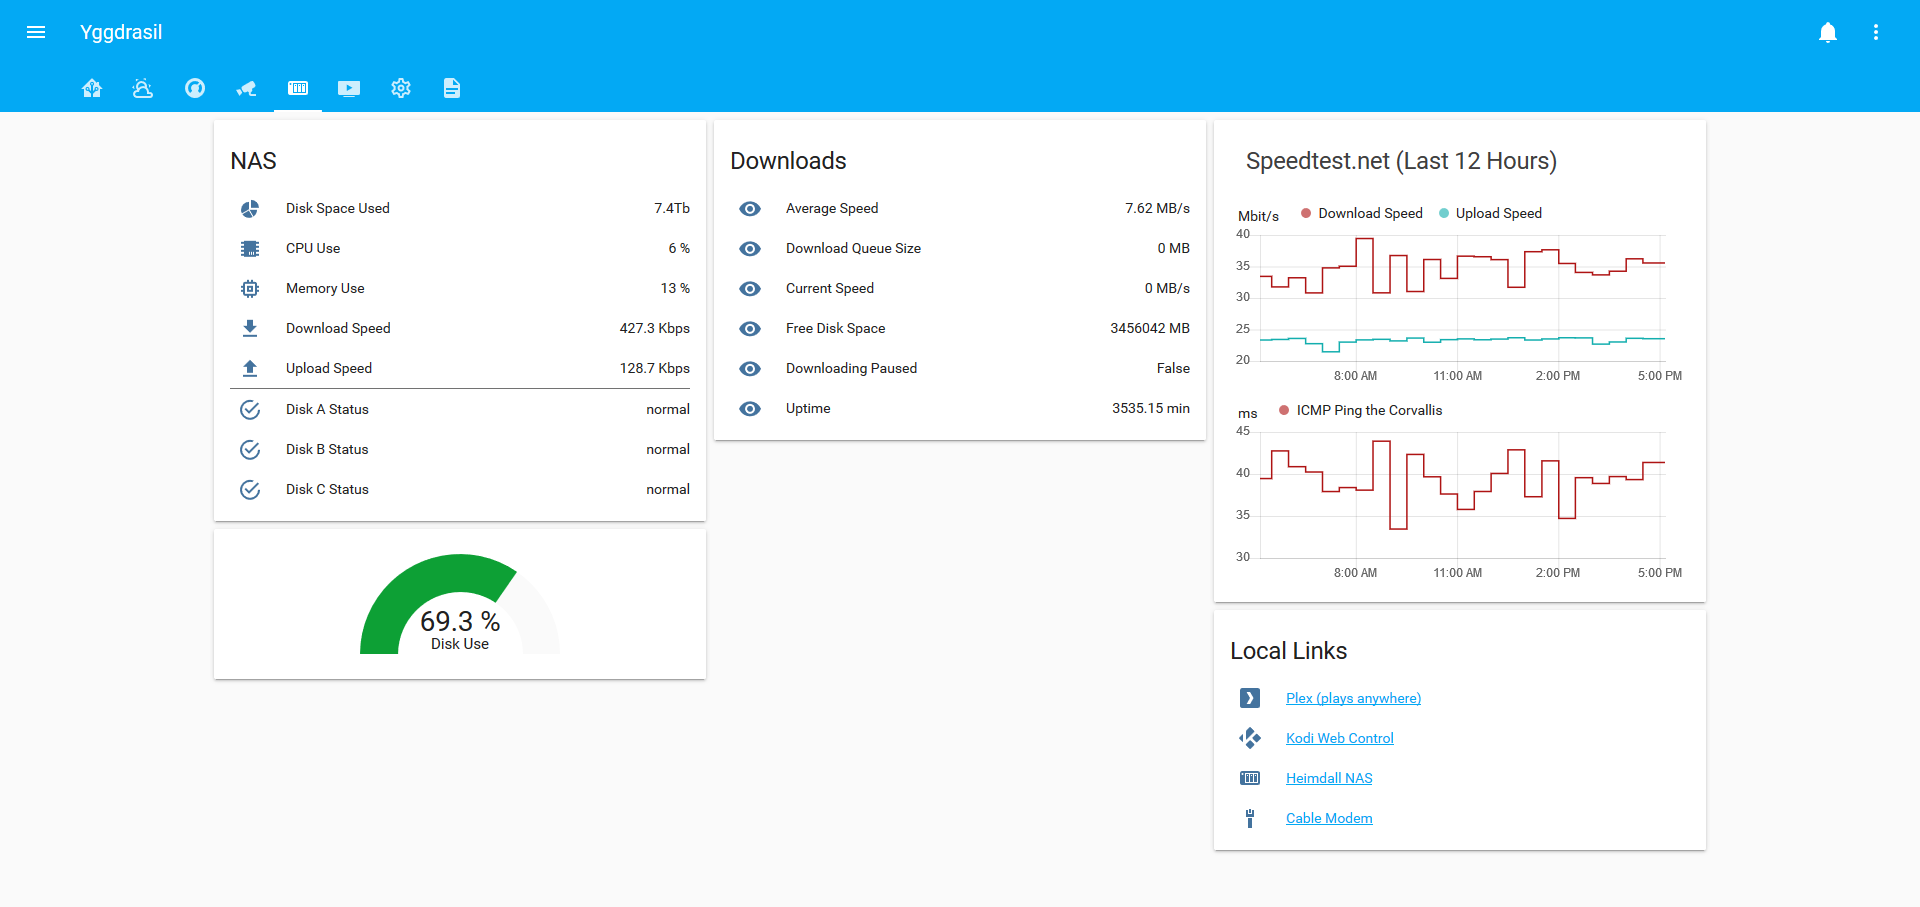 Yggdrasil
NAS
Disk Space Used 7.4Tb
CPU Use 6 %
Memory Use 13 %
Download Speed 427.3 Kbps
Upload Speed 128.7 Kbps
Disk A Status normal
Disk B Status normal
Disk C Status normal
69.3 %
Disk Use
Downloads
Average Speed 7.62 MB/s
Download Queue Size 0 MB
Current Speed 0 MB/s
Free Disk Space 3456042 MB
Downloading Paused False
Uptime 3535.15 min
Speedtest.net (Last 12 Hours)
Mbit/s Download Speed Upload Speed
40
35
30
25
20
8:00 AM 11:00 AM 2:00 PM 5:00 PM
ms ICMP Ping the Corvallis
45
40
35
30
8:00 AM 11:00 AM 2:00 PM 5:00 PM
Local Links
Plex (plays anywhere)
Kodi Web Control
Heimdall NAS
Cable Modem